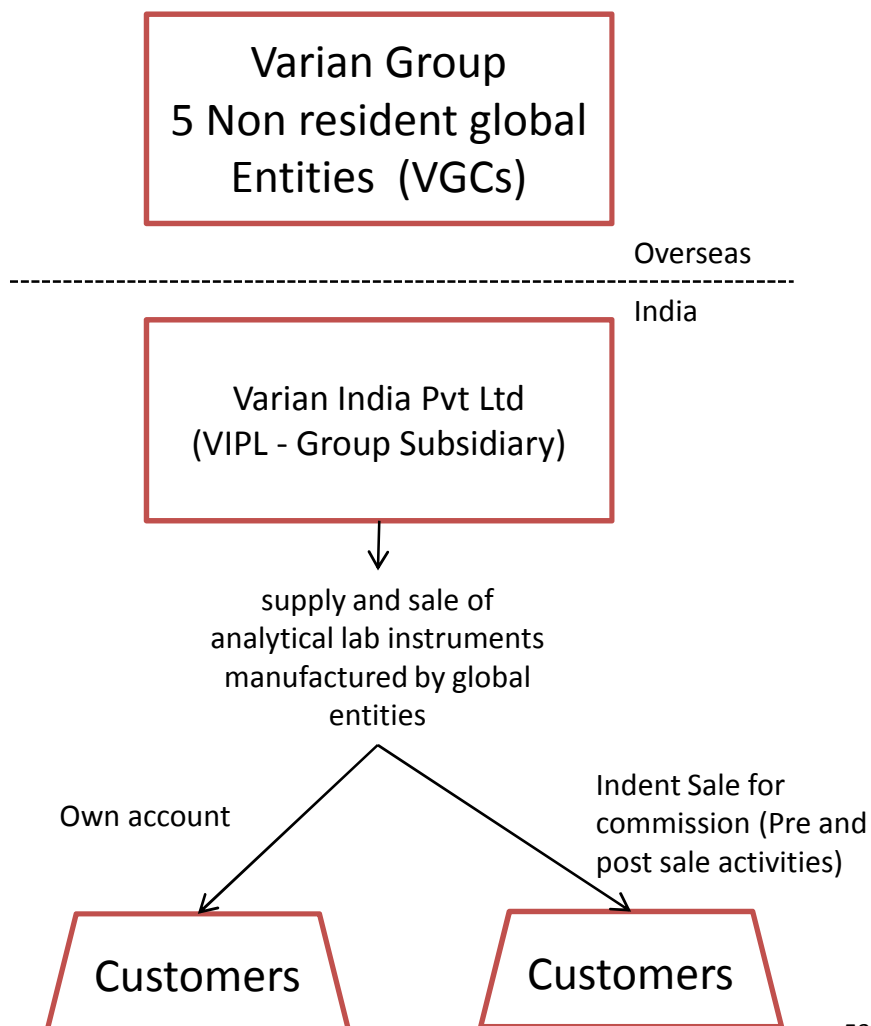 Varian Group
5 Non resident global
Entities (VGCs)
Overseas
India
Varian India Pvt Ltd
(VIPL - Group Subsidiary)
supply and sale of
analytical lab instruments
manufactured by global
entities
Own account
Indent Sale for
commission (Pre and
post sale activities)
Customers
Customers